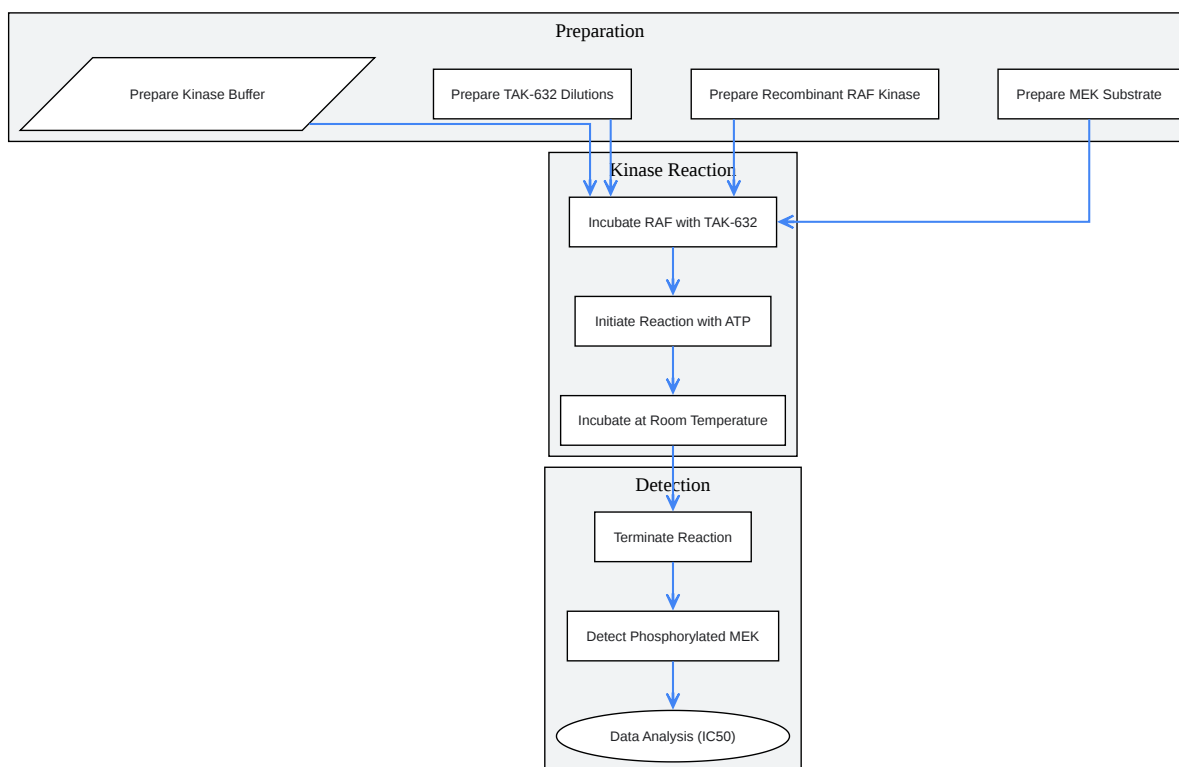 Preparation
Prepare Kinase Buffer
Prepare TAK-632 Dilutions
Prepare Recombinant RAF Kinase
Prepare MEK Substrate
Kinase Reaction
Incubate RAF with TAK-632
Initiate Reaction with ATP
Incubate at Room Temperature
Detection
Terminate Reaction
Detect Phosphorylated MEK
Data Analysis (IC50)